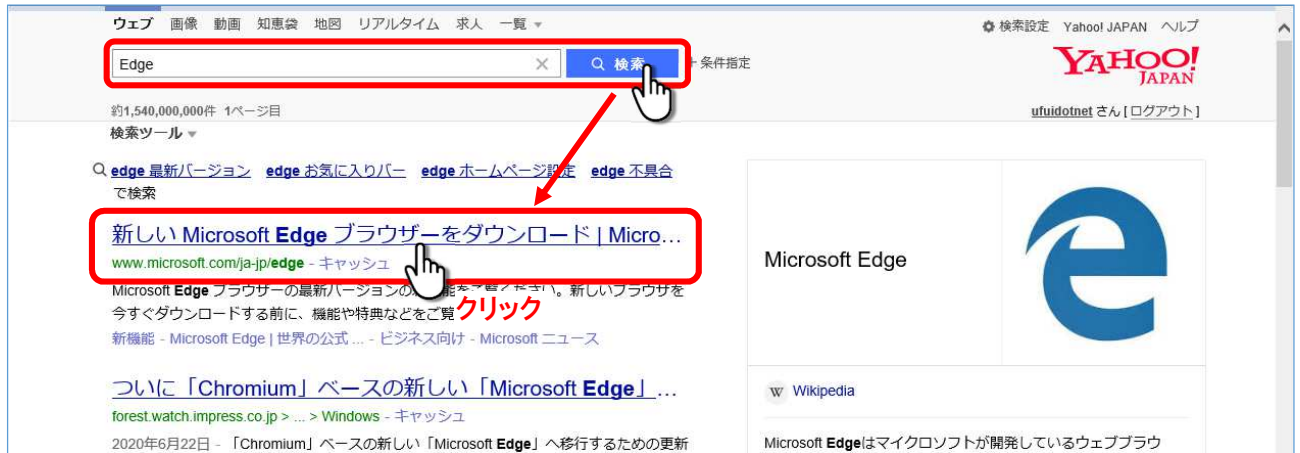 ウェブ 画像 動画 知恵袋 地図 リアルタイム 求人 一覧
検索設定 Yahoo! JAPAN ヘルプ
Edge
検索
条件指定
YAHOO!
JAPAN
約1,540,000,000件 1ページ目
ufuidotnet さん [ ログアウト ]
検索ツール
edge 最新バージョン edge お気に入りバー edge ホームページ設定 edge 不具合
で検索
新しい Microsoft Edge ブラウザーをダウンロード | Micro...
www.microsoft.com/ja-jp/edge - キャッシュ
Microsoft Edge ブラウザーの最新バージョンの 能をご覧ください。新しいブラウザを
今すぐダウンロードする前に、機能や特典などをご覧
クリック
新機能 - Microsoft Edge | 世界の公式 ... - ビジネス向け - Microsoft ニュース
Microsoft Edge
ついに「Chromium」ベースの新しい「Microsoft Edge」...
forest.watch.impress.co.jp > ... > Windows - キャッシュ
2020年6月22日 - 「Chromium」ベースの新しい「Microsoft Edge」へ移行するための更新
W Wikipedia
Microsoft Edgeはマイクロソフトが開発しているウェブブラウ